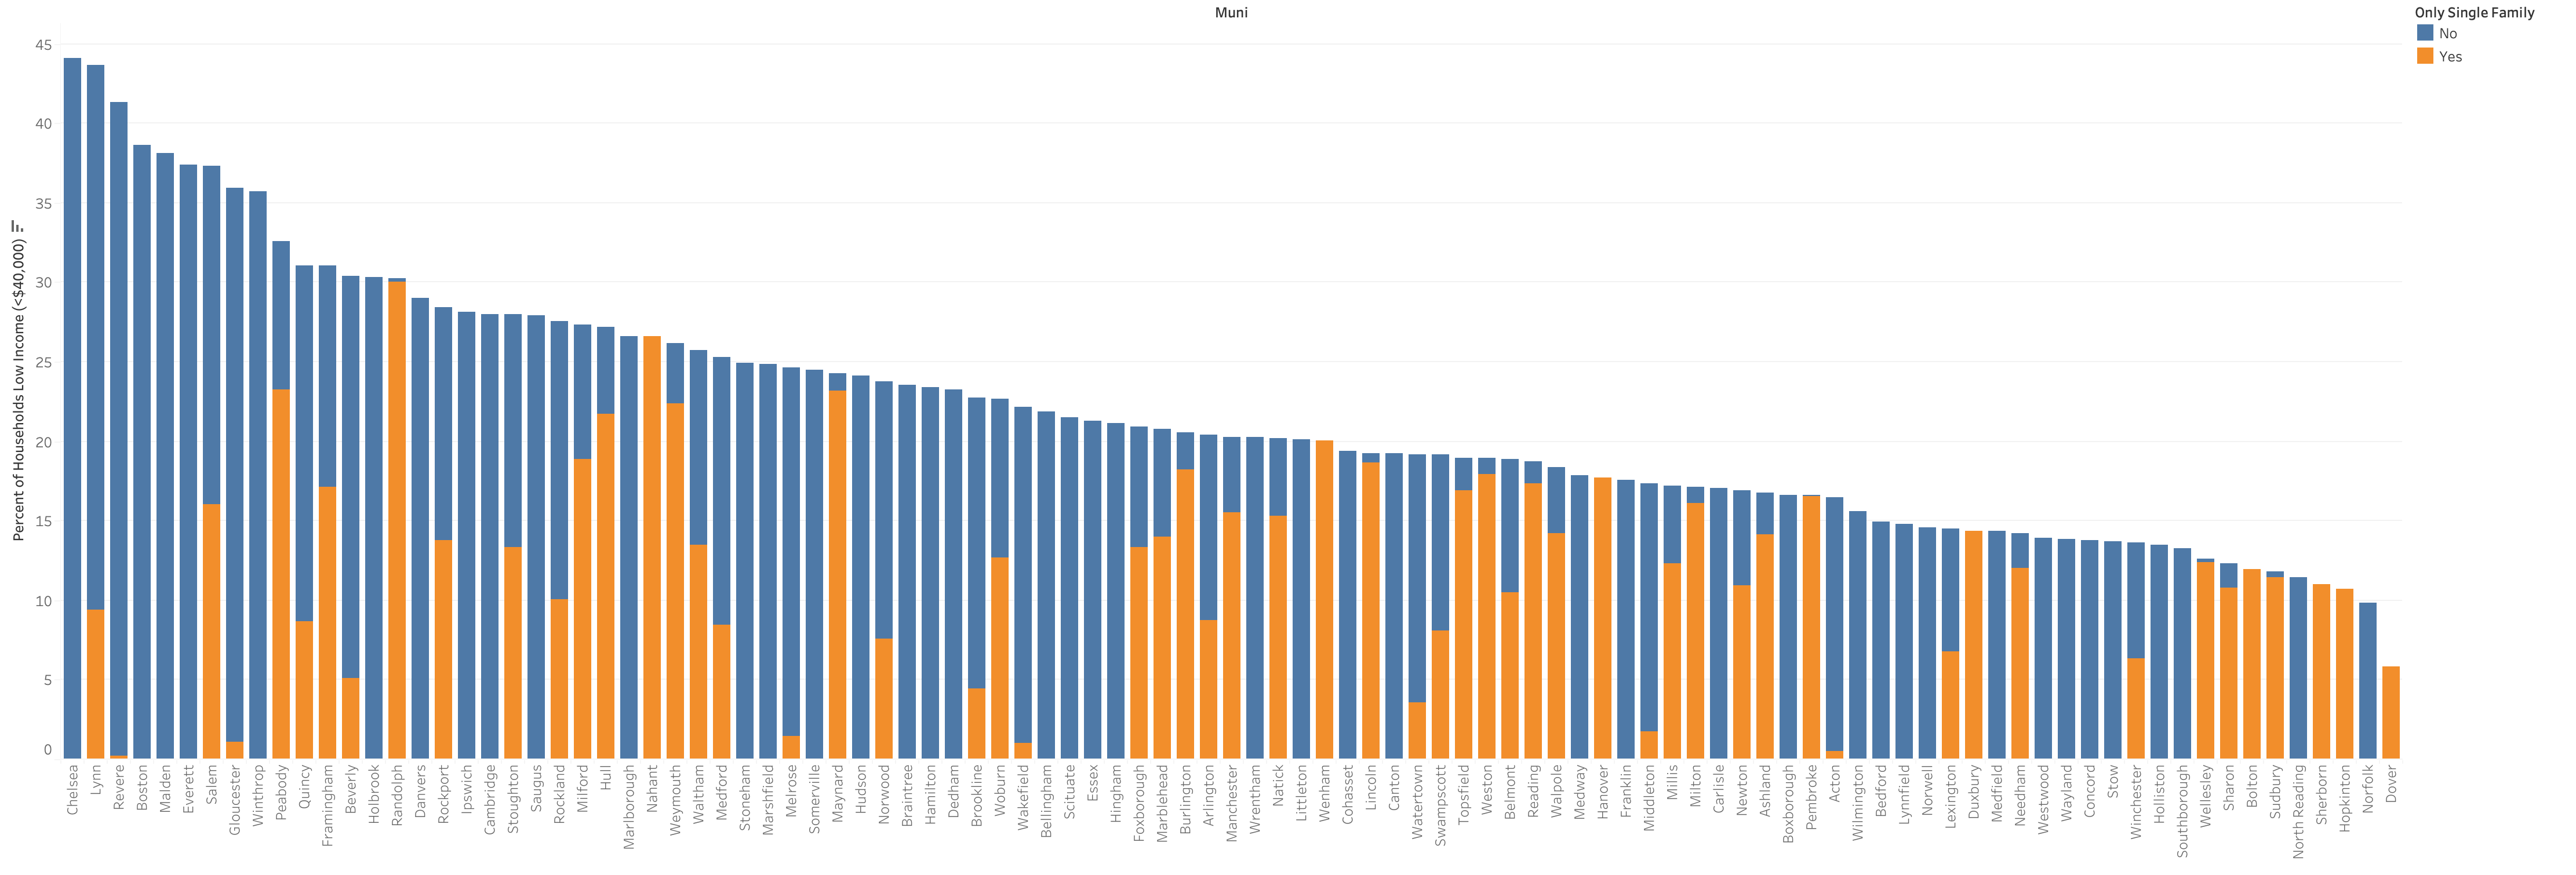 Muni
Only Single Family
No
Yes
Percent of Households Low Income (<$40,000)
45
40
35
30
25
20
15
10
5
0
Chelsea
Lynn
Revere
Boston
Malden
Everett
Salem
Gloucester
Winthrop
Peabody
Quincy
Framingham
Beverly
Holbrook
Randolph
Danvers
Rockport
Ipswich
Cambridge
Stoughton
Saugus
Rockland
Milford
Hull
Marlborough
Nahant
Weymouth
Waltham
Medford
Stoneham
Marshfield
Melrose
Somerville
Maynard
Hudson
Norwood
Braintree
Hamilton
Dedham
Brookline
Woburn
Wakefield
Bellingham
Scituate
Essex
Hingham
Foxborough
Marblehead
Burlington
Arlington
Manchester
Wrentham
Natick
Littleton
Wenham
Cohasset
Lincoln
Canton
Watertown
Swampscott
Topsfield
Weston
Belmont
Reading
Walpole
Medway
Hanover
Franklin
Middleton
Millis
Milton
Carlisle
Newton
Ashland
Boxborough
Pembroke
Acton
Wilmington
Bedford
Lynnfield
Norwell
Lexington
Duxbury
Medfield
Needham
Westwood
Wayland
Concord
Stow
Winchester
Holliston
Southborough
Wellesley
Sharon
Bolton
Sudbury
North Reading
Sherborn
Hopkinton
Norfolk
Dover